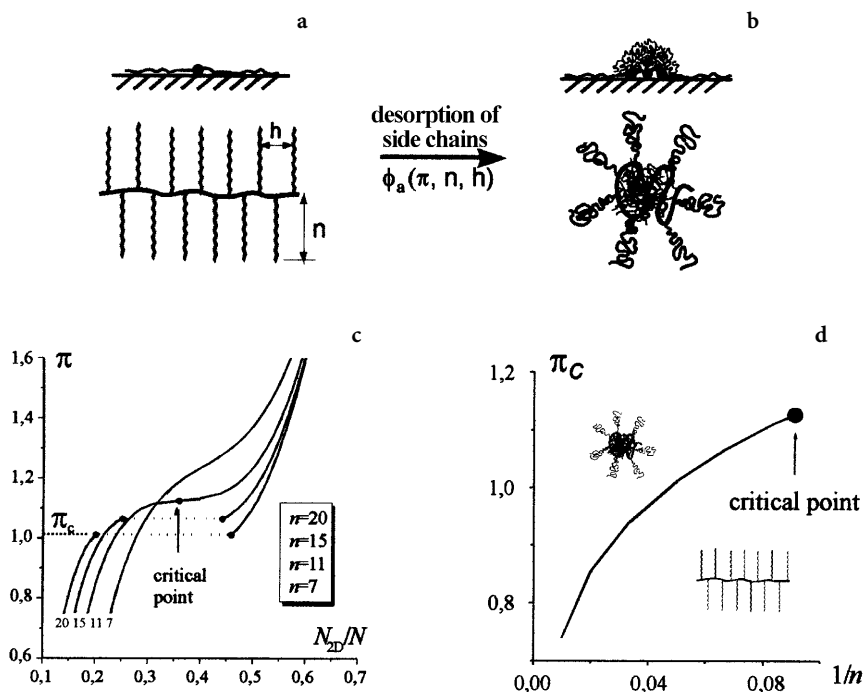 a
b
h
n
desorption of
side chains
ϕa(π, n, h)
c
π
1,6
1,4
1,2
πc
1,0
0,8
0,6
critical
point
n=20
n=15
n=11
n=7
20 15 11 7
N2D/N
0,1 0,2 0,3 0,4 0,5 0,6 0,7
d
πC
1,2
1,0
0,8
critical point
0,00 0,04 0,08 1/n